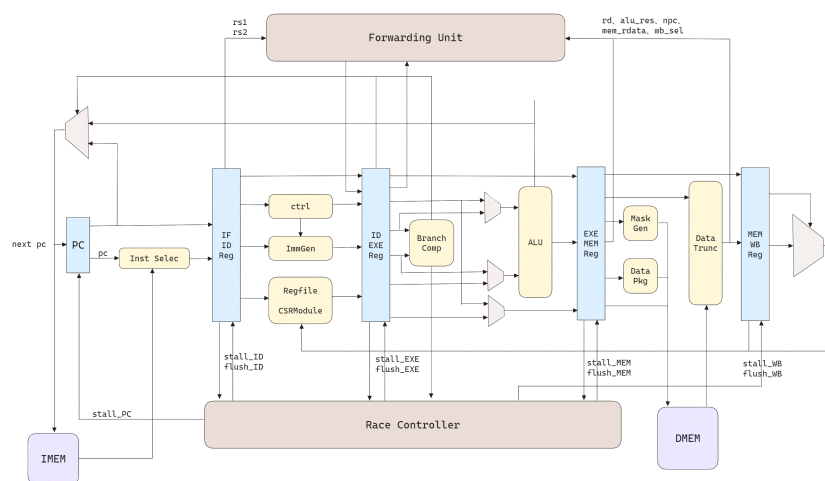 rs1
rs2
Forwarding Unit
rd、alu_res、npc、
mem_rdata、wb_sel
next pc
PC
pc
Inst Selec
IF
ID
Reg
ctrl
ImmGen
Regfile
CSRModule
ID
EXE
Reg
Branch
Comp
ALU
EXE
MEM
Reg
Mask
Gen
Data
Pkg
Data
Trunc
MEM
WB
Reg
stall_ID
flush_ID
stall_EXE
flush_EXE
stall_MEM
flush_MEM
stall_WB
flush_WB
stall_PC
Race Controller
IMEM
DMEM